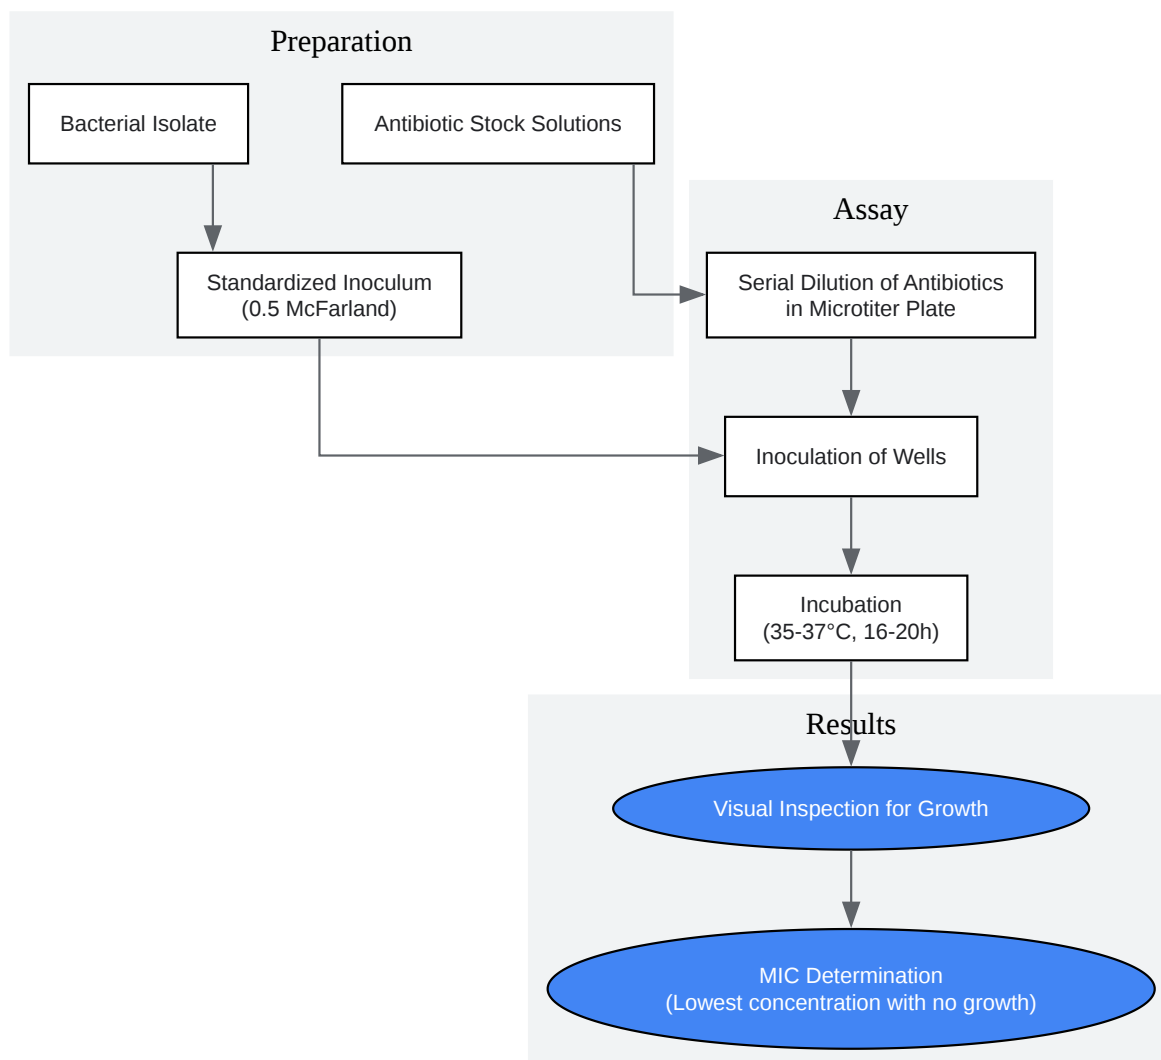 Preparation
Bacterial Isolate
Antibiotic Stock Solutions
Standardized Inoculum
(0.5 McFarland)
Assay
Serial Dilution of Antibiotics
in Microtiter Plate
Inoculation of Wells
Incubation
(35-37°C, 16-20h)
Results
Visual Inspection for Growth
MIC Determination
(Lowest concentration with no growth)